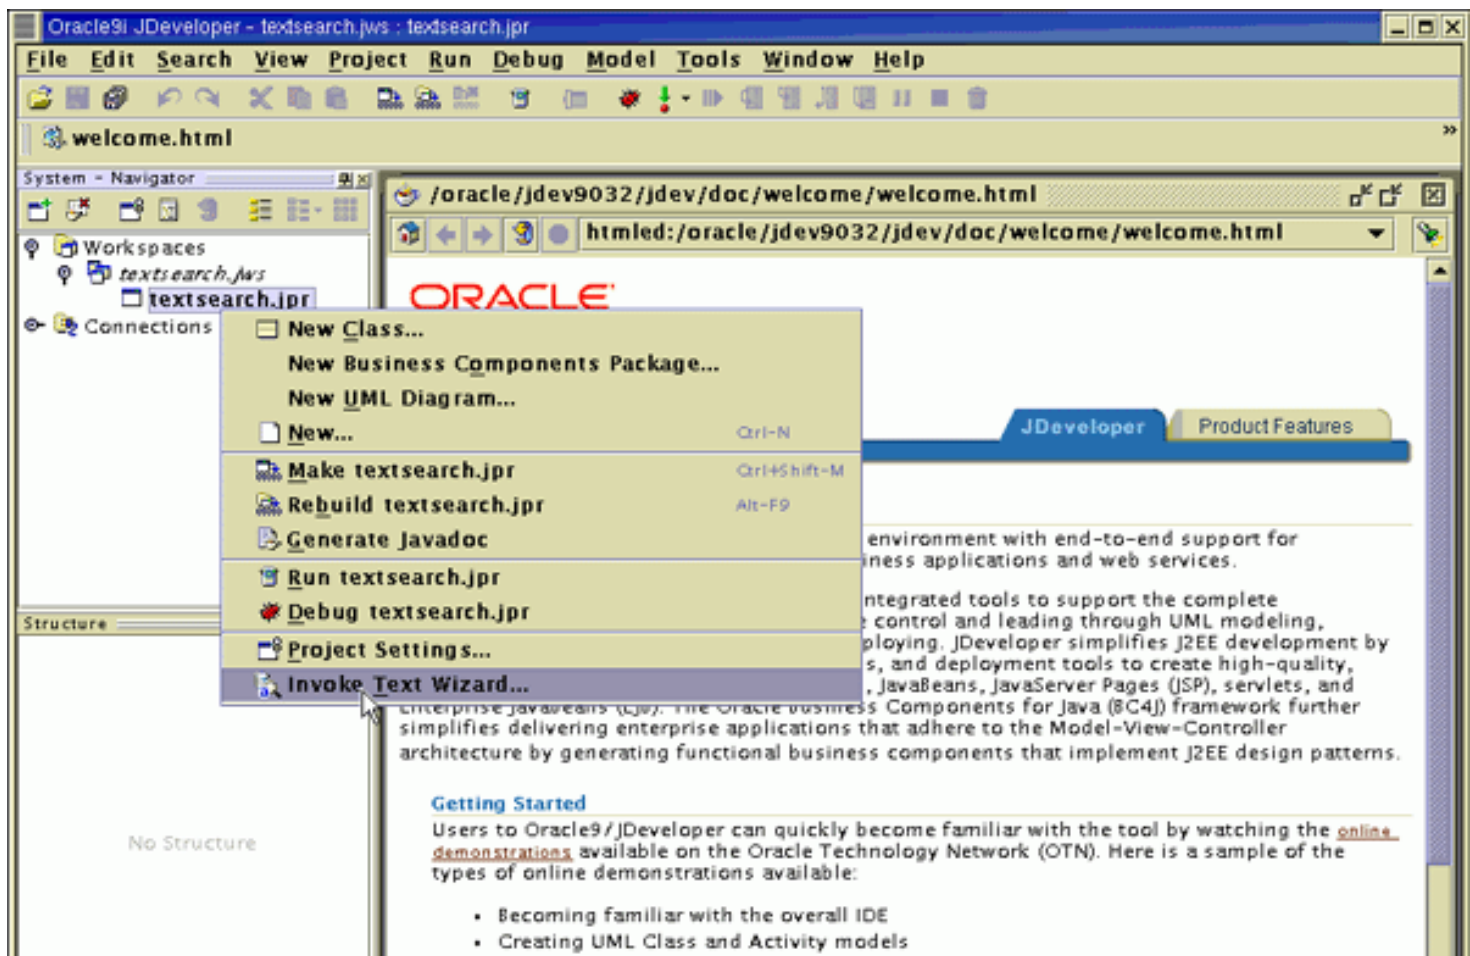 Oracle9i JDeveloper - textsearch.jws : textsearch.jpr
File Edit Search View Project Run Debug Model Tools Window Help
welcome.html
System - Navigator
Workspaces
textsearch.jws
textsearch.jpr
Connections
/oracle/jdev9032/jdev/doc/welcome/welcome.html
htmled:/oracle/jdev9032/jdev/doc/welcome/welcome.html
ORACLE
New Class...
New Business Components Package...
New UML Diagram...
New... Ctrl-N
Make textsearch.jpr Ctrl+Shift-M
Rebuild textsearch.jpr Alt-F9
Generate Javadoc
Run textsearch.jpr
Debug textsearch.jpr
Project Settings...
Invoke Text Wizard...
JDeveloper Product Features
environment with end-to-end support for
iness applications and web services.
ntegrated tools to support the complete
control and leading through UML modeling,
ploying. JDeveloper simplifies J2EE development by
s, and deployment tools to create high-quality,
, JavaBeans, JavaServer Pages (JSP), servlets, and
Enterprise JavaBeans (EJB). The Oracle Business Components for Java (BC4J) framework further
simplifies delivering enterprise applications that adhere to the Model-View-Controller
architecture by generating functional business components that implement J2EE design patterns.
Getting Started
Users to Oracle9/JDeveloper can quickly become familiar with the tool by watching the online
demonstrations available on the Oracle Technology Network (OTN). Here is a sample of the
types of online demonstrations available:
• Becoming familiar with the overall IDE
• Creating UML Class and Activity models
Structure
No Structure